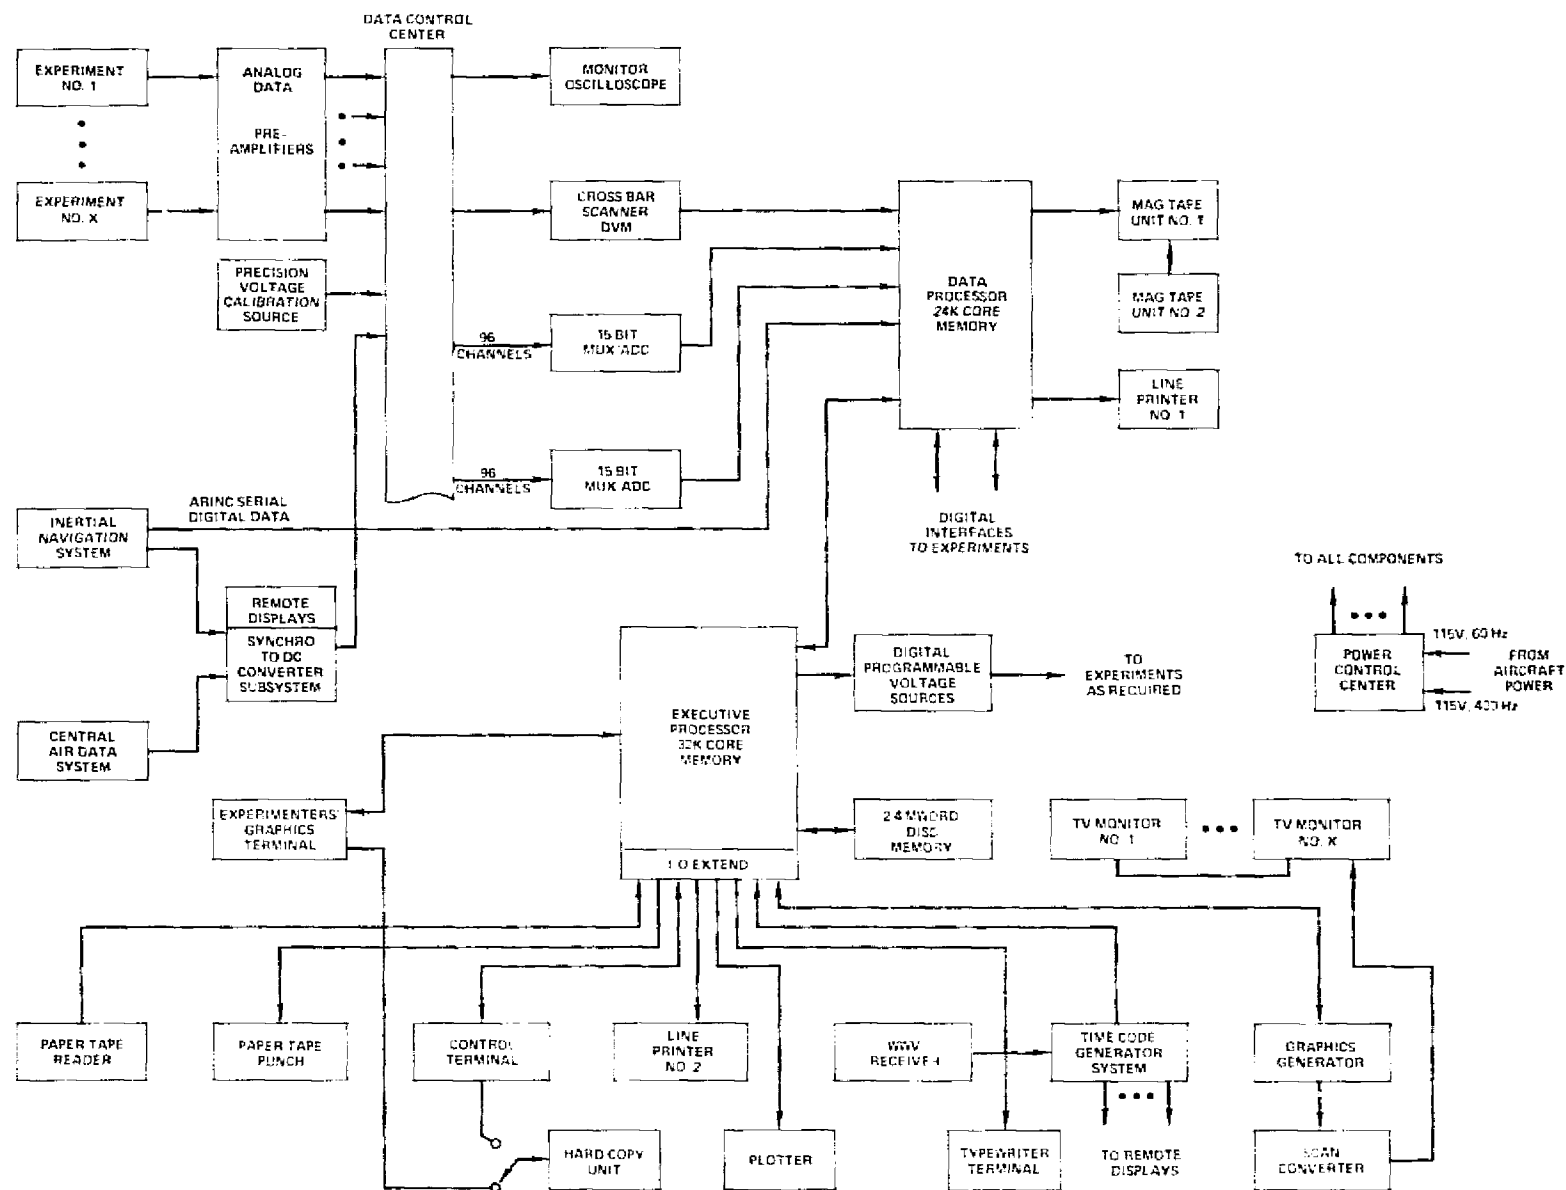 DATA CONTROL
CENTER
EXPERIMENT
NO. 1
ANALOG
DATA
PRE-
AMPLIFIERS
MONITOR
OSCILLOSCOPE
EXPERIMENT
NO. X
CROSS BAR
SCANNER
DVM
MAG TAPE
UNIT NO. 1
PRECISION
VOLTAGE
CALIBRATION
SOURCE
DATA
PROCESSOR
24K CORE
MEMORY
MAG TAPE
UNIT NO. 2
96
CHANNELS
15 BIT
MUX ADC
LINE
PRINTER
NO. 1
96
CHANNELS
15 BIT
MUX ADC
ARINC SERIAL
DIGITAL DATA
INERTIAL
NAVIGATION
SYSTEM
DIGITAL
INTERFACES
TO EXPERIMENTS
TO ALL COMPONENTS
REMOTE
DISPLAYS
SYNCHRO
TO DC
CONVERTER
SUBSYSTEM
115V, 60 Hz
POWER
CONTROL
CENTER
FROM
AIRCRAFT
POWER
115V, 400 Hz
DIGITAL
PROGRAMMABLE
VOLTAGE
SOURCES
TO
EXPERIMENTS
AS REQUIRED
EXECUTIVE
PROCESSOR
32K CORE
MEMORY
CENTRAL
AIR DATA
SYSTEM
EXPERIMENTERS'
GRAPHICS
TERMINAL
2.4 MWORD
DISC
MEMORY
TV MONITOR
NO. 1
TV MONITOR
NO. X
I/O EXTEND
PAPER TAPE
READER
PAPER TAPE
PUNCH
CONTROL
TERMINAL
LINE
PRINTER
NO. 2
WWV
RECEIVER
TIME CODE
GENERATOR
SYSTEM
GRAPHICS
GENERATOR
HARD COPY
UNIT
PLOTTER
TYPEWRITER
TERMINAL
TO REMOTE
DISPLAYS
SCAN
CONVERTER